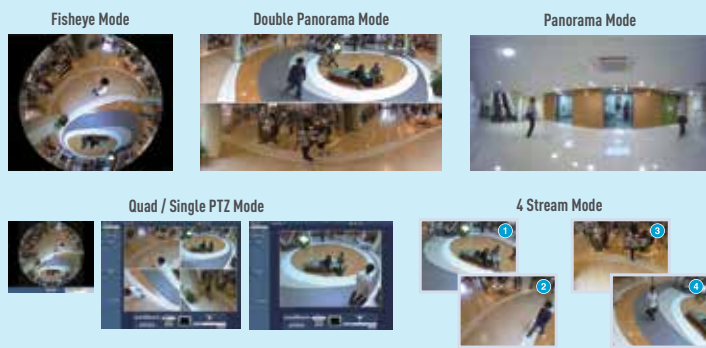 Fisheye Mode
Double Panorama Mode
Panorama Mode
Quad / Single PTZ Mode
4 Stream Mode
1
3
2
4